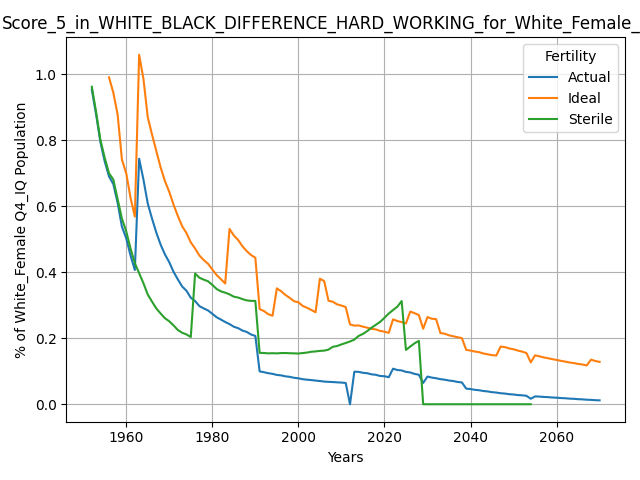 Score_5_in_WHITE_BLACK_DIFFERENCE_HARD_WORKING_for_White_Female_
Fertility
Actual
Ideal
Sterile
% of White_Female Q4_IQ Population
1.0
0.8
0.6
0.4
0.2
0.0
1960 1980 2000 2020 2040 2060
Years